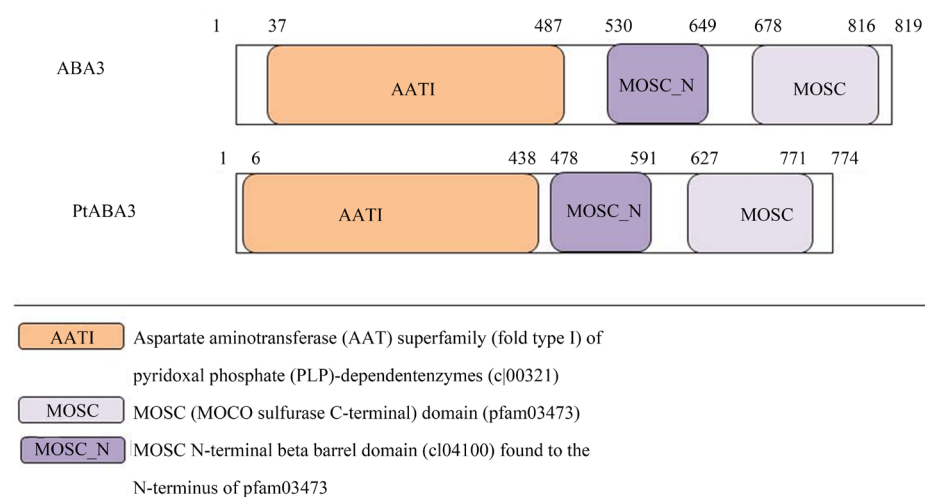 1 37 487 530 649 678 816 819
ABA3 AATI MOSC_N MOSC
1 6 438 478 591 627 771 774
PtABA3 AATI MOSC_N MOSC
AATI Aspartate aminotransferase (AAT) superfamily (fold type I) of
pyridoxal phosphate (PLP)-dependentenzymes (c|00321)
MOSC MOSC (MOCO sulfurase C-terminal) domain (pfam03473)
MOSC_N MOSC N-terminal beta barrel domain (cl04100) found to the
N-terminus of pfam03473